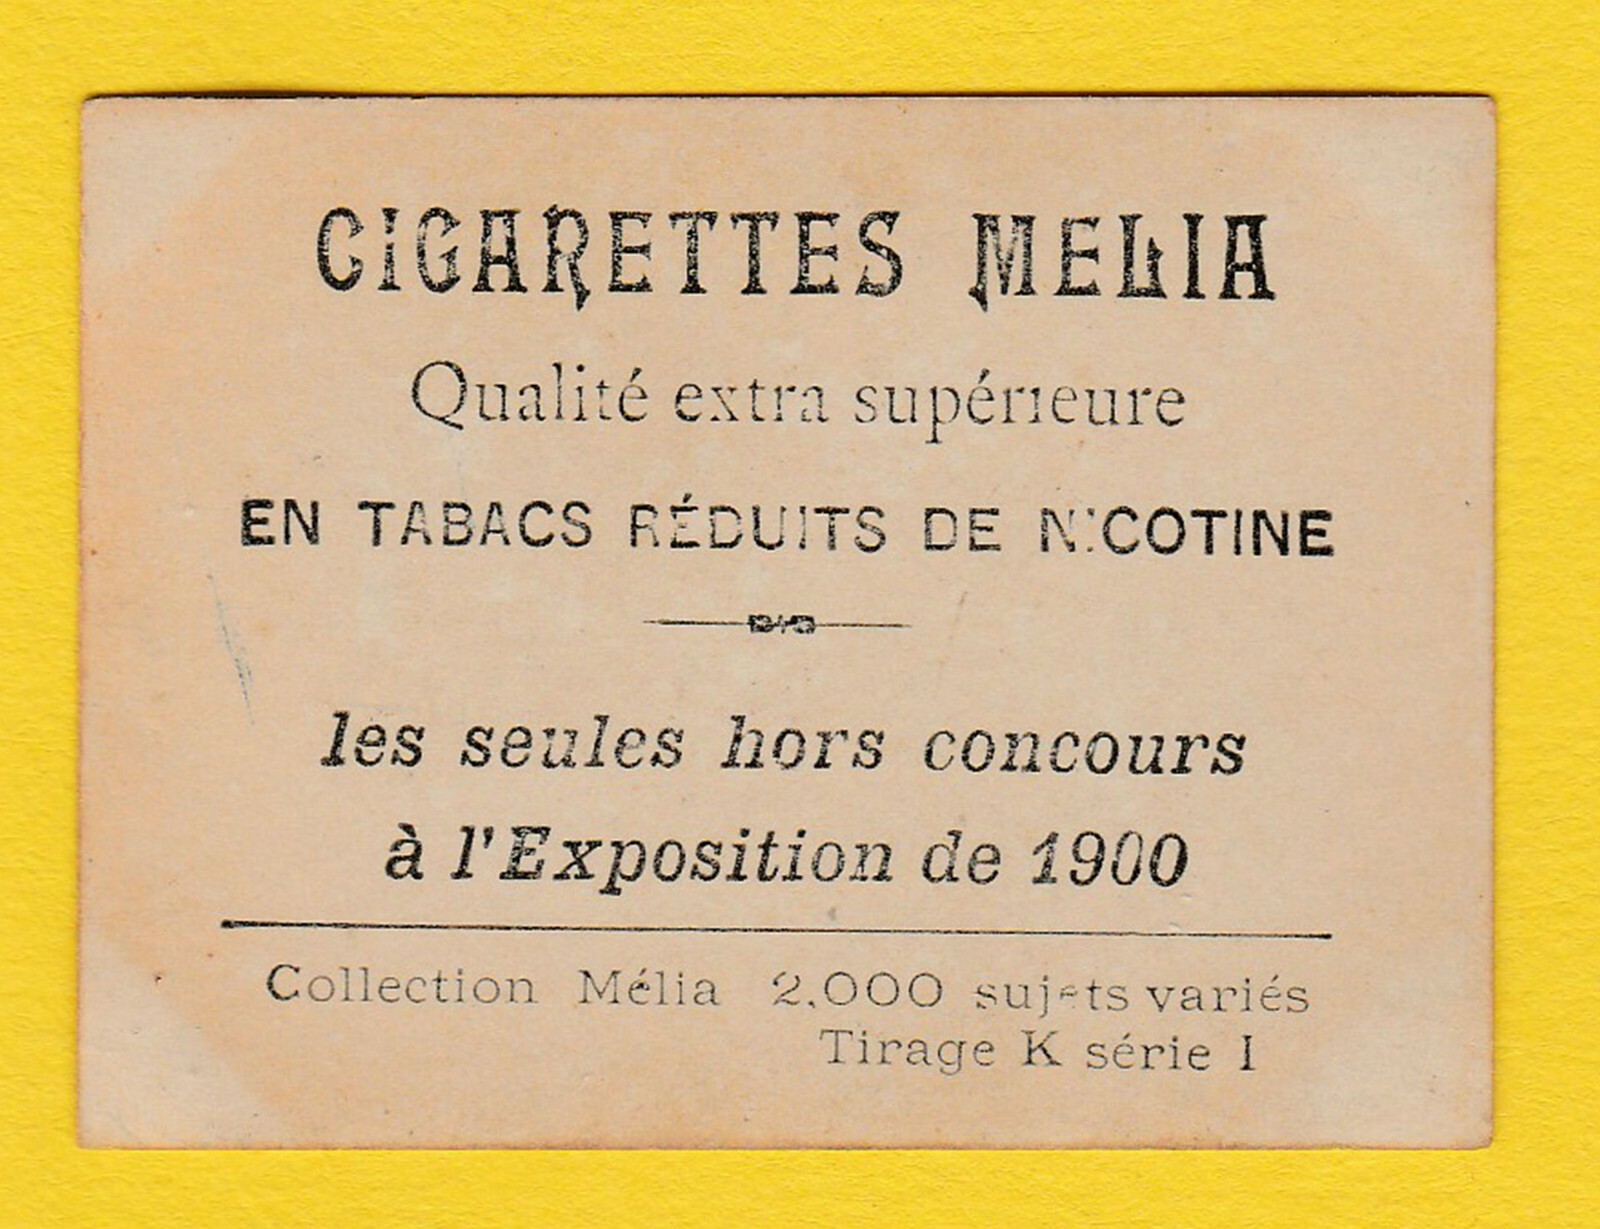 CIGARETTES MELIA
Qualité extra supérieure
EN TABACS RÉDUITS DE NICOTINE
les seules hors concours
à l'Exposition de 1900
Collection Mélia 2.000 sujets variés
Tirage K série I